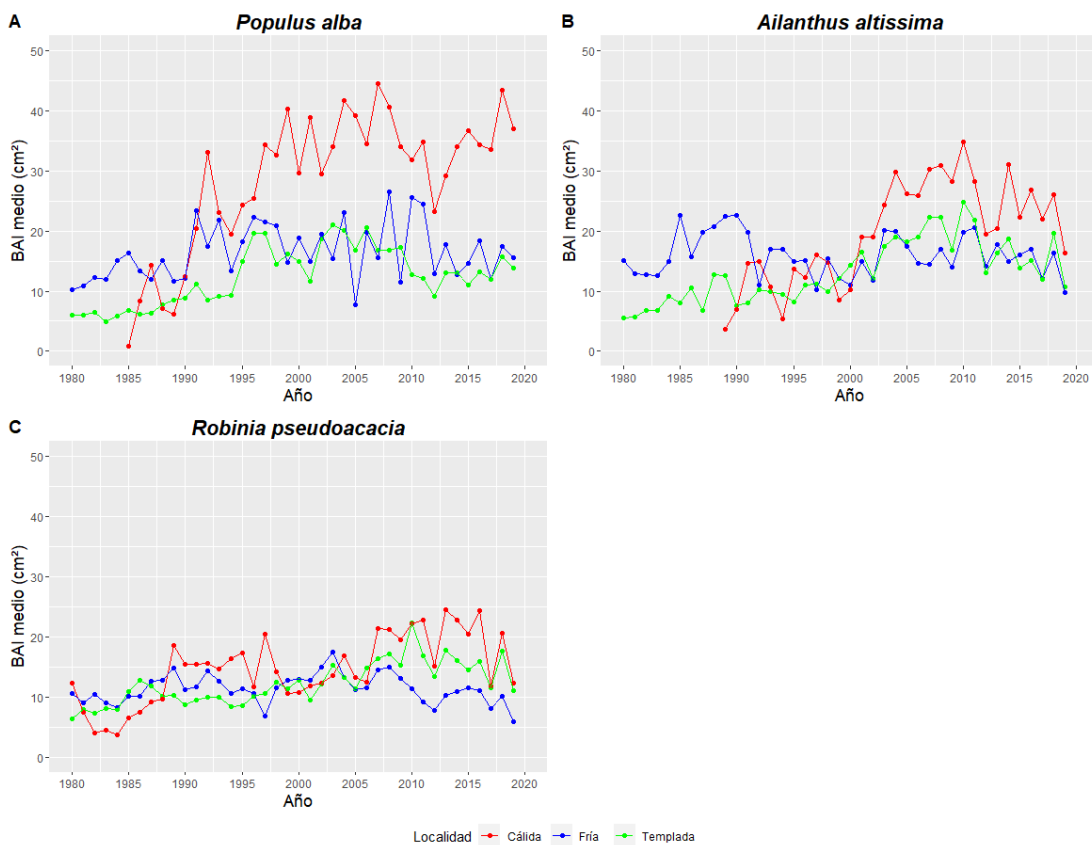 A
Populus alba
BAI medio (cm²)
50
40
30
20
10
0
1980 1985 1990 1995 2000 2005 2010 2015 2020
Año
B
Ailanthus altissima
BAI medio (cm²)
50
40
30
20
10
0
1980 1985 1990 1995 2000 2005 2010 2015 2020
Año
C
Robinia pseudoacacia
BAI medio (cm²)
50
40
30
20
10
0
1980 1985 1990 1995 2000 2005 2010 2015 2020
Año
Localidad Cálida Fría Templada